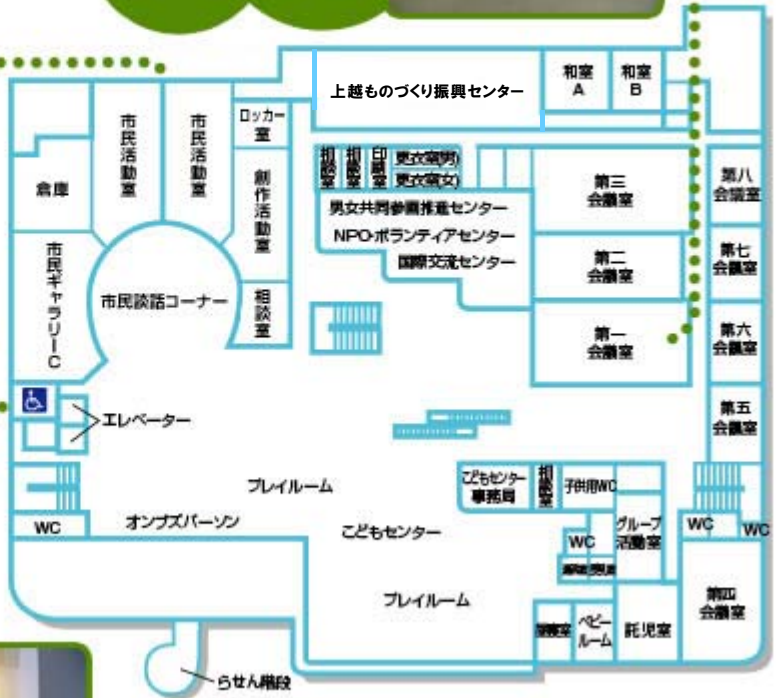 上越ものづくり振興センター
和室
A
和室
B
市民活動室
市民活動室
ロッカー
室
倉庫
創作活動室
相談室
相談室
印刷室
更衣室(男)
更衣室(女)
男女共同参画推進センター
NPO・ボランティアセンター
国際交流センター
第三
会議室
第八
会議室
第二
会議室
第七
会議室
市民ギャラリーC
市民談話コーナー
相談室
第一
会議室
第六
会議室
第五
会議室
エレベーター
プレイルーム
こどもセンター
事務局
相談室
子供用WC
WC
オンブズパーソン
こどもセンター
WC
グループ
活動室
WC
WC
プレイルーム
ベビー
ルーム
託児室
第四
会議室
らせん階段